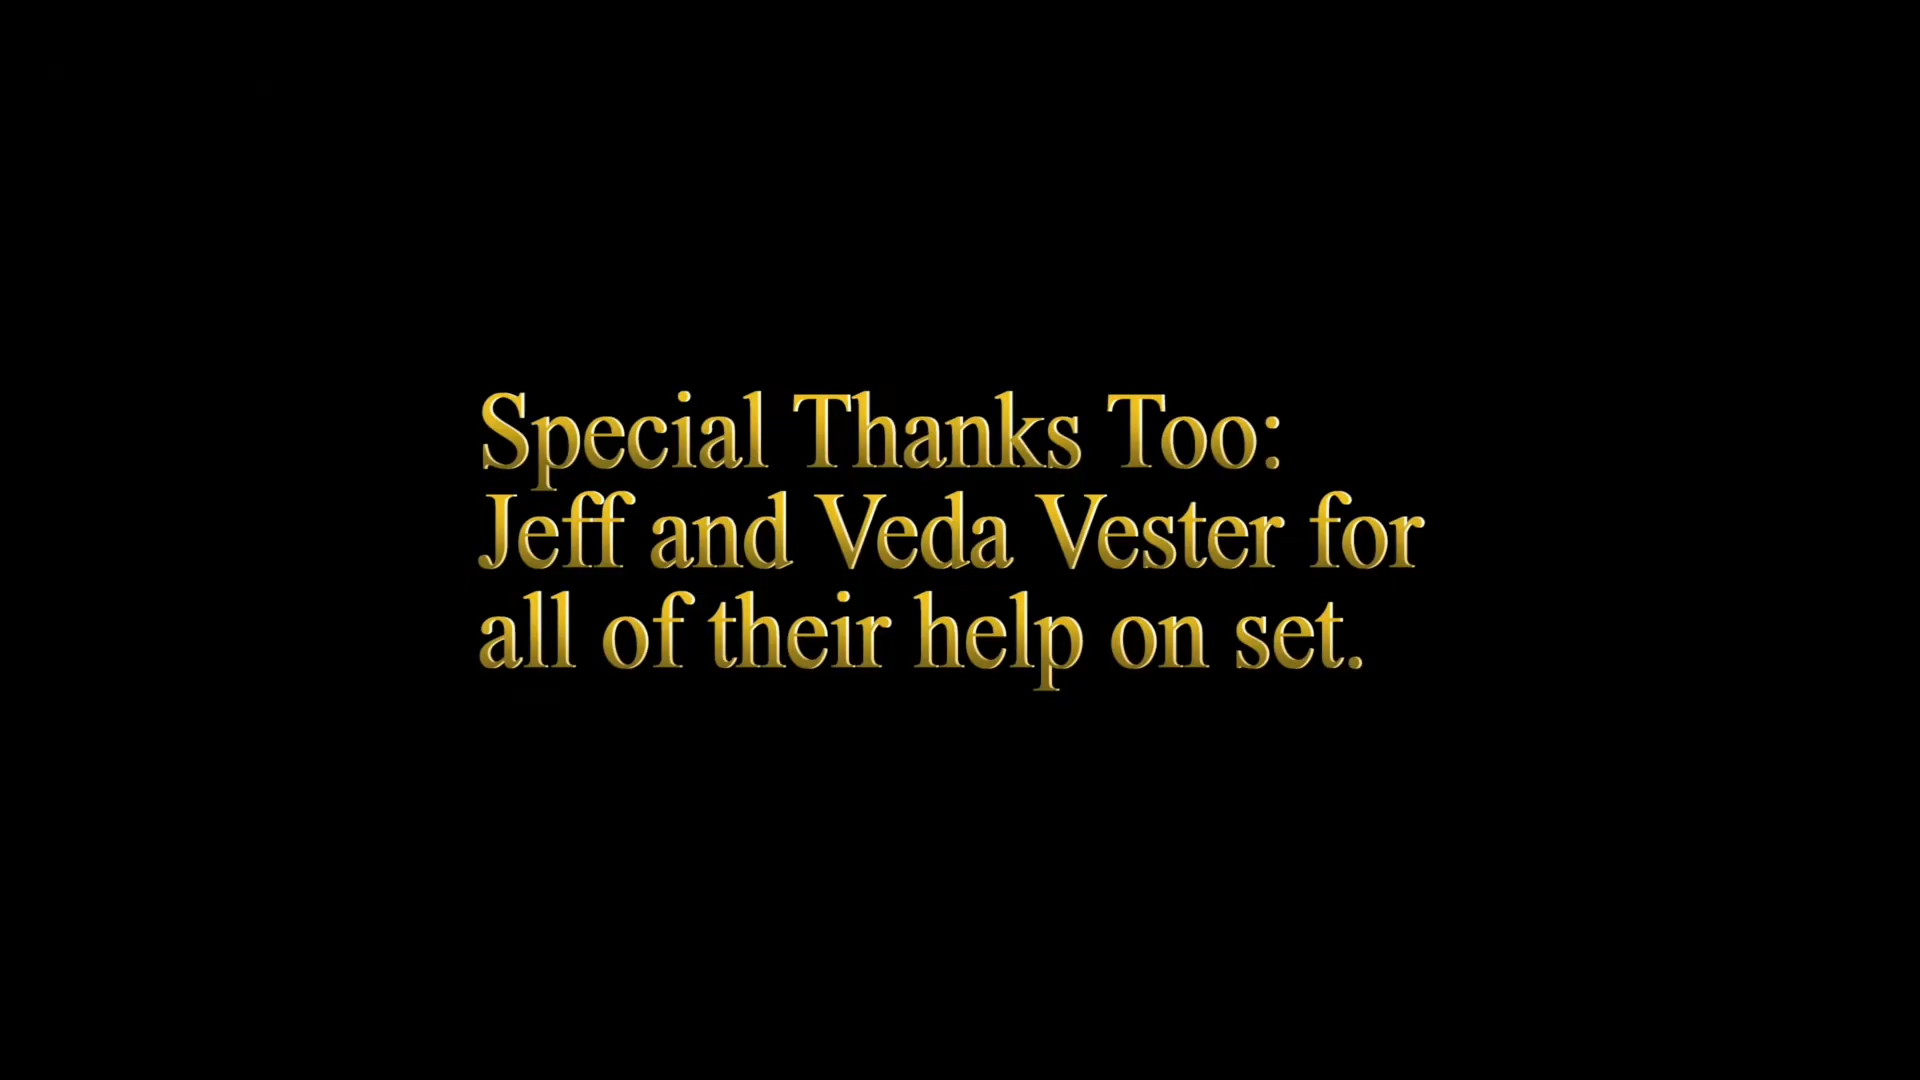 Special Thanks Too:
Jeff and Veda Vester for
all of their help on set.